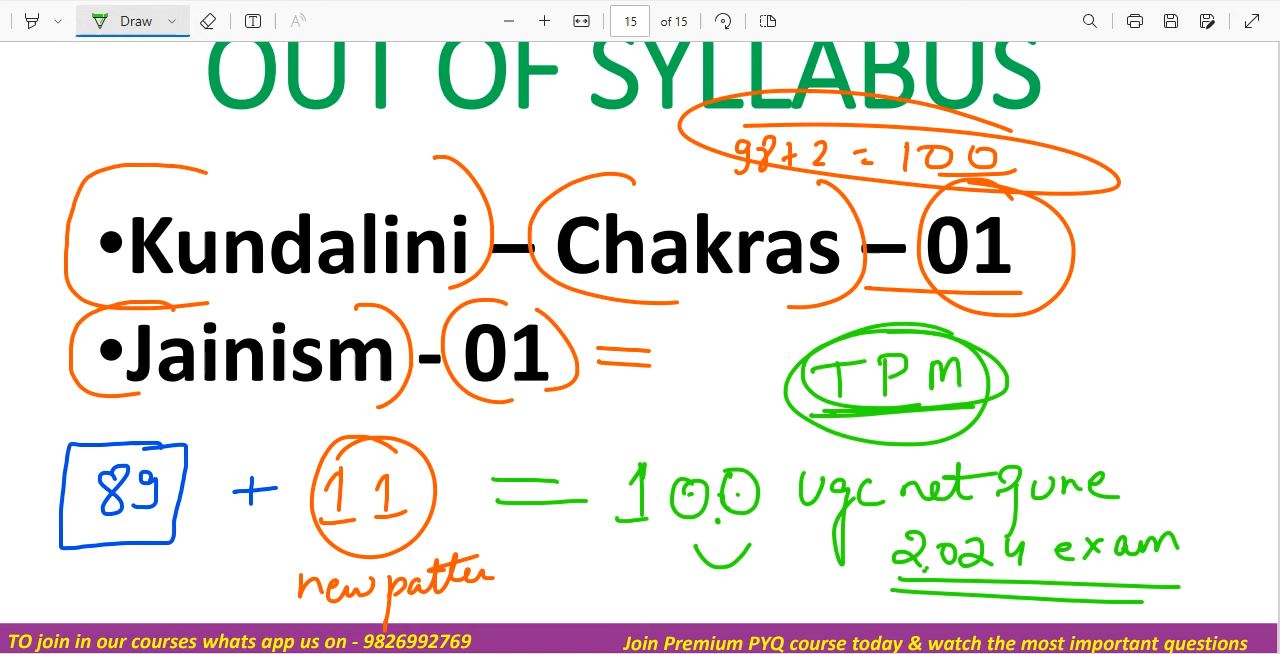 Draw
15 of 15
OUT OF SYLLABUS
98+2 = 100
•Kundalini – Chakras – 01
•Jainism - 01 =
TPM
89 + 11 = 100 ugc net June
2024 exam
new patte
TO join in our courses whats app us on - 9826992769
Join Premium PYQ course today & watch the most important questions